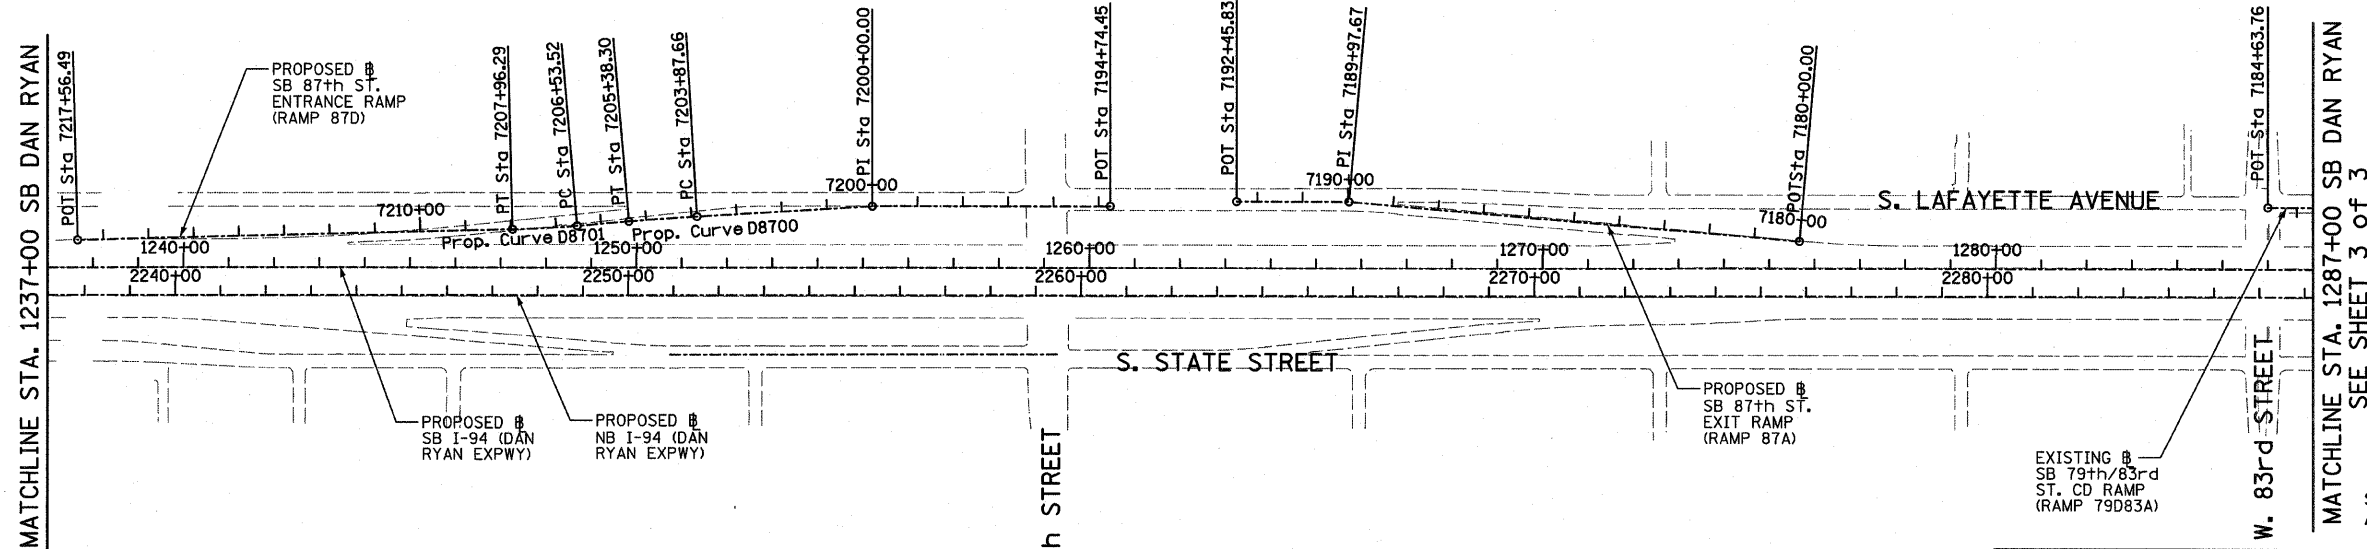 MATCHLINE STA. 1237+00 SB DAN RYAN
POT Sta 7217+56.49
PROPOSED ℄
SB 87th ST.
ENTRANCE RAMP
(RAMP 87D)
PT Sta 7207+96.29
PC Sta 7206+53.52
PT Sta 7205+38.30
PC Sta 7203+87.66
PI Sta 7200+00.00
POT Sta 7194+74.45
POT Sta 7192+45.83
PI Sta 7189+97.67
POT Sta 7180+00.00
POT Sta 7184+63.76
7210+00
7200+00
7190+00
7180+00
S. LAFAYETTE AVENUE
Prop. Curve D8701
Prop. Curve D8700
1240+00
1250+00
1260+00
1270+00
1280+00
2240+00
2250+00
2260+00
2270+00
2280+00
S. STATE STREET
PROPOSED ℄
SB I-94 (DAN
RYAN EXPWY)
PROPOSED ℄
NB I-94 (DAN
RYAN EXPWY)
h STREET
PROPOSED ℄
SB 87th ST.
EXIT RAMP
(RAMP 87A)
EXISTING ℄
SB 79th/83rd
ST. CD RAMP
(RAMP 79D83A)
W. 83rd STREET
MATCHLINE STA. 1287+00 SB DAN RYAN
SEE SHEET 3 of 3